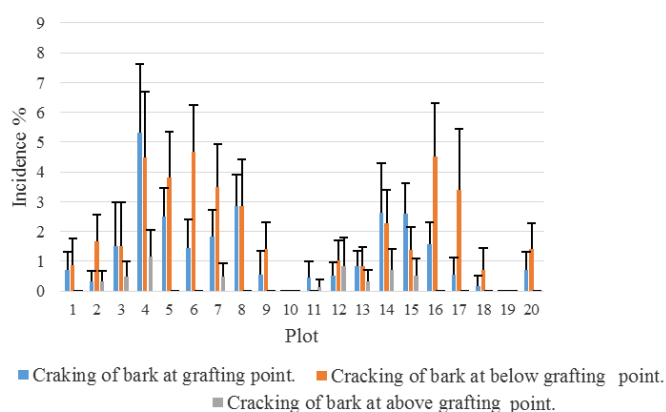 9
8
7
6
5
4
3
2
1
0
Incidence %
1 2 3 4 5 6 7 8 9 10 11 12 13 14 15 16 17 18 19 20
Plot
Craking of bark at grafting point. Cracking of bark at below grafting point.
Cracking of bark at above grafting point.